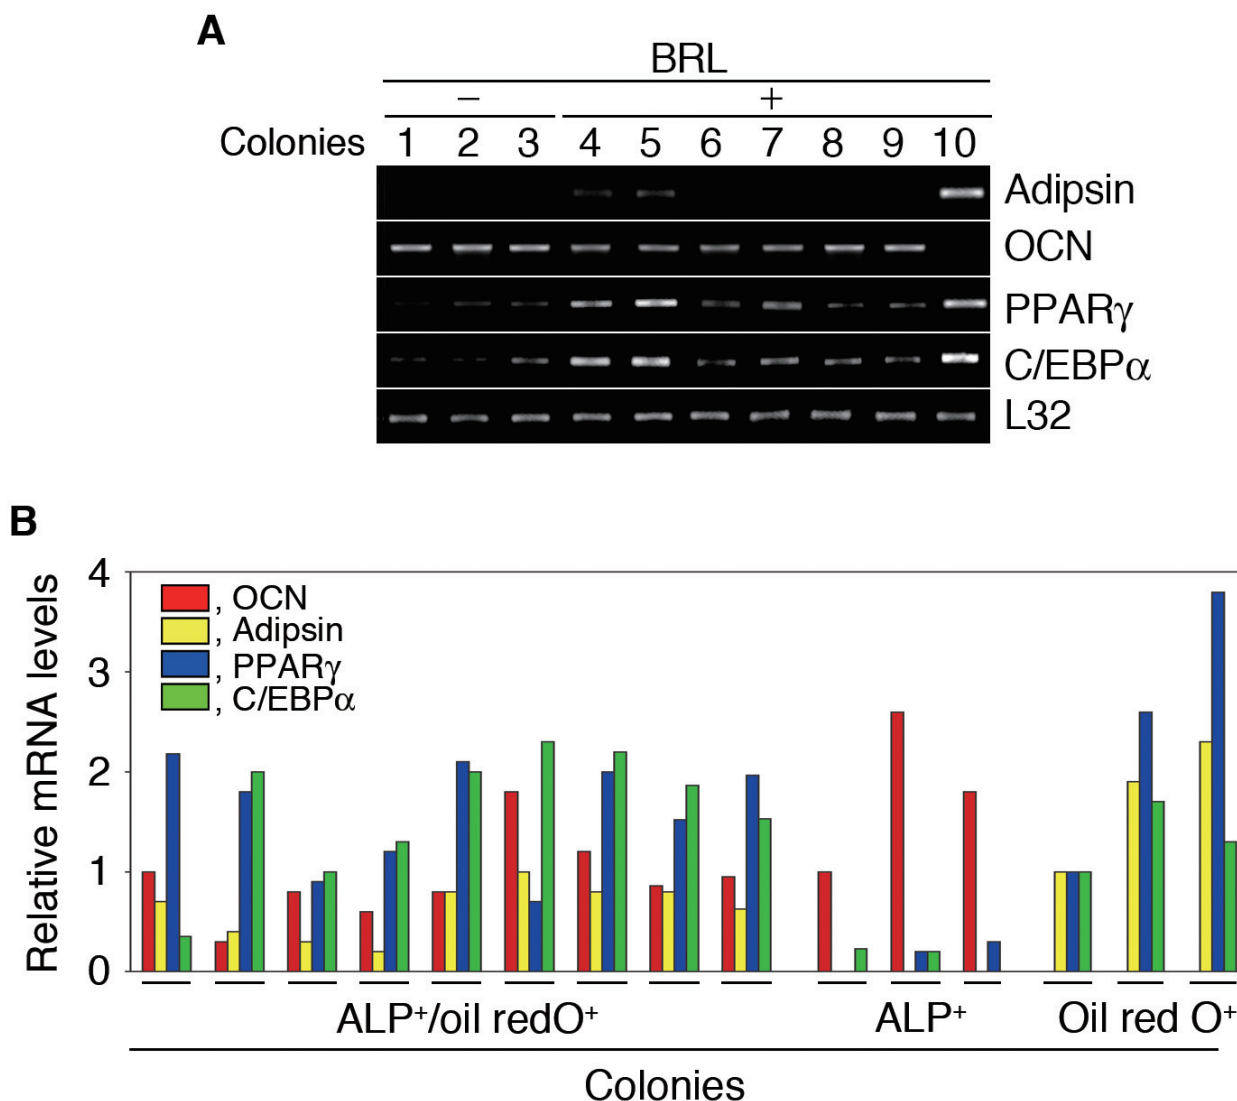 A
BRL
− +
Colonies 1 2 3 4 5 6 7 8 9 10
Adipsin
OCN
PPARγ
C/EBPα
L32
B
Relative mRNA levels
4
3
2
1
0
, OCN
, Adipsin
, PPARγ
, C/EBPα
ALP⁺/oil redO⁺ ALP⁺ Oil red O⁺
Colonies